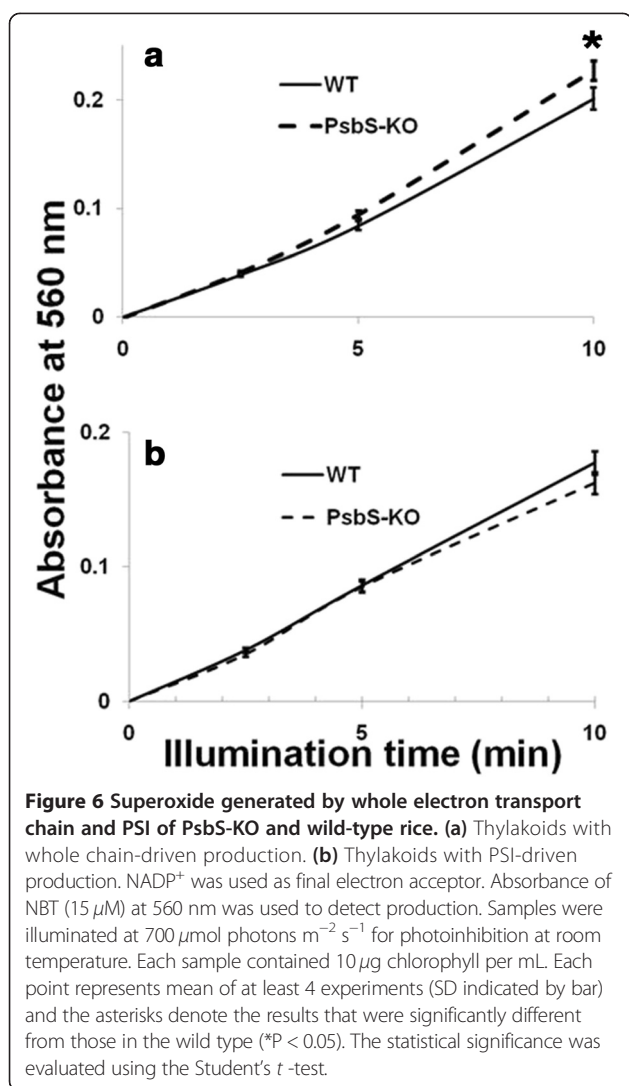 a
*
WT
PsbS-KO
0.2
0.1
0
0
5
10
Absorbance at 560 nm
b
WT
PsbS-KO
0.2
0.1
0
0
5
10
Illumination time (min)
Figure 6 Superoxide generated by whole electron transport
chain and PSI of PsbS-KO and wild-type rice. (a) Thylakoids with
whole chain-driven production. (b) Thylakoids with PSI-driven
production. NADP⁺ was used as final electron acceptor. Absorbance of
NBT (15 μM) at 560 nm was used to detect production. Samples were
illuminated at 700 μmol photons m⁻² s⁻¹ for photoinhibition at room
temperature. Each sample contained 10 μg chlorophyll per mL. Each
point represents mean of at least 4 experiments (SD indicated by bar)
and the asterisks denote the results that were significantly different
from those in the wild type (*P < 0.05). The statistical significance was
evaluated using the Student's t -test.